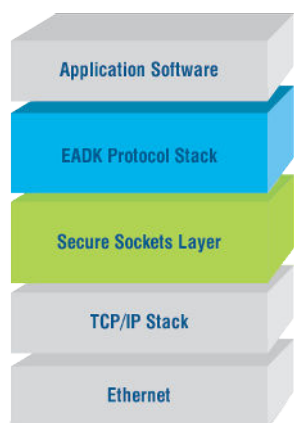 Application Software
EADK Protocol Stack
Secure Sockets Layer
TCP/IP Stack
Ethernet